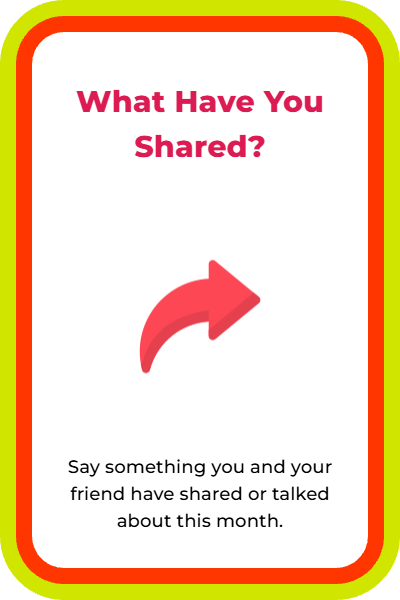 What Have You
Shared?
Say something you and your
friend have shared or talked
about this month.